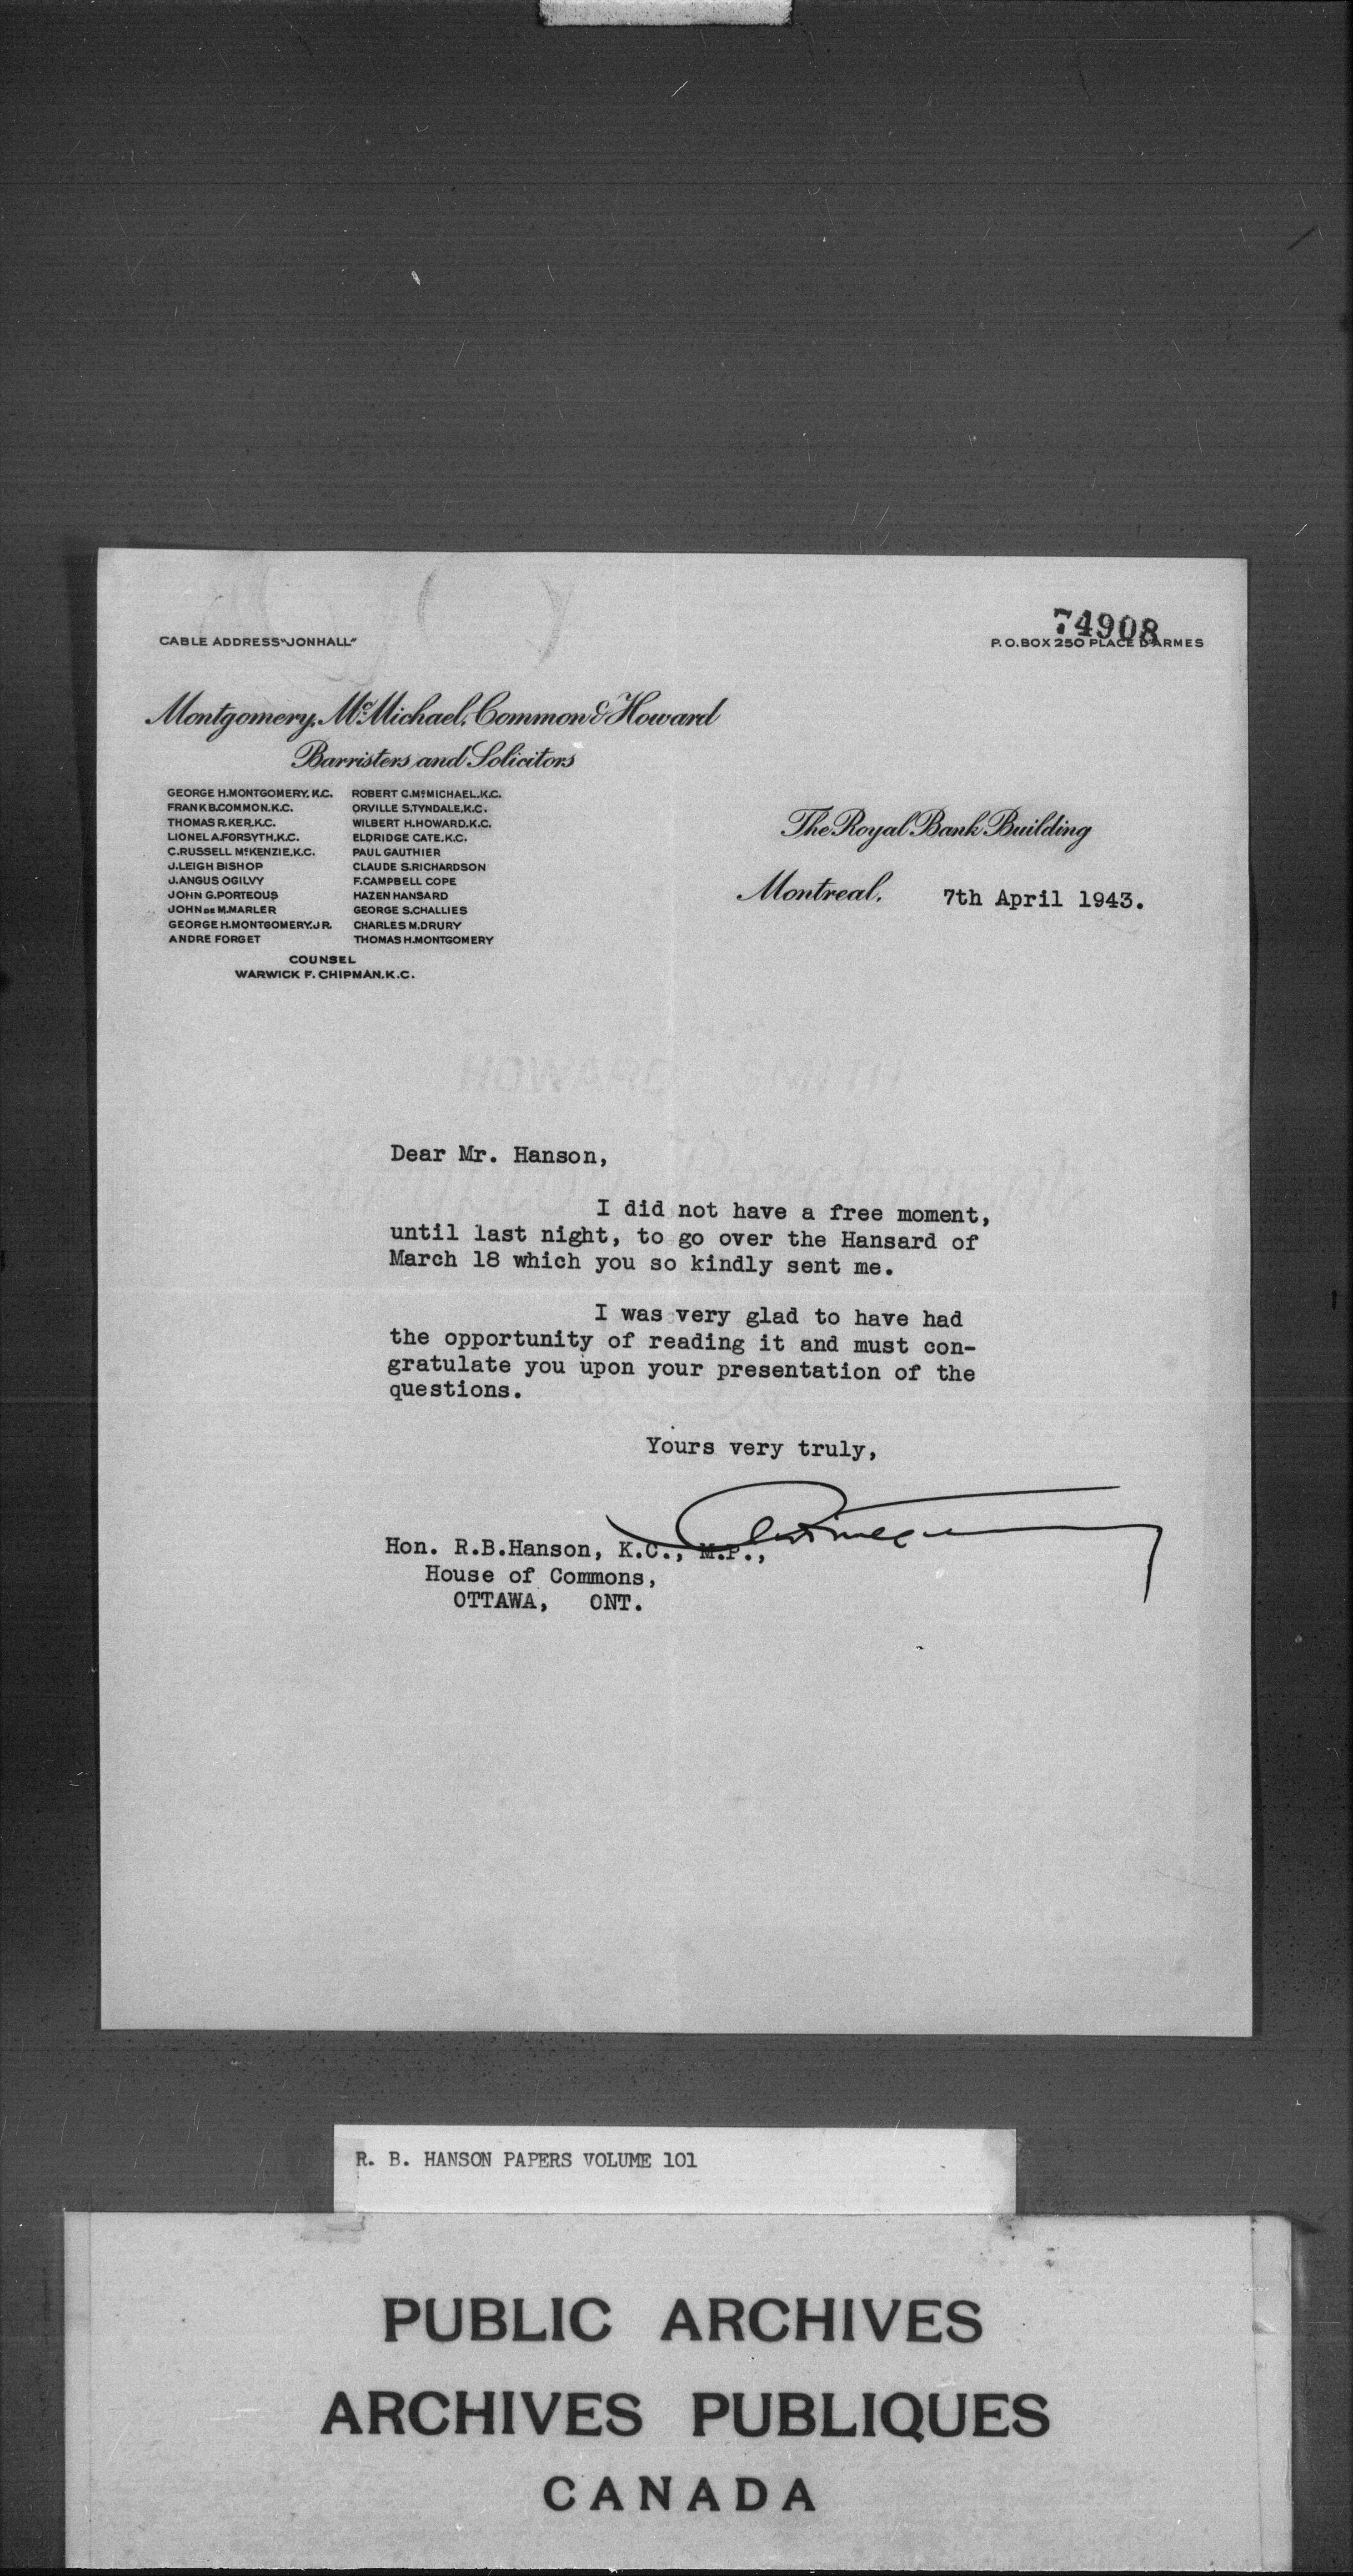 74908
CABLE ADDRESS "JONHALL"
P.O. BOX 250 PLACE D'ARMES
Montgomery, McMichael, Common & Howard
Barristers and Solicitors
GEORGE H. MONTGOMERY, K.C. ROBERT C. McMICHAEL, K.C.
FRANK B. COMMON, K.C. ORVILLE S. TYNDALE, K.C.
THOMAS R. KER, K.C. WILBERT H. HOWARD, K.C.
LIONEL A. FORSYTH, K.C. ELDRIDGE CATE, K.C.
C. RUSSELL McKENZIE, K.C. PAUL GAUTHIER
J. LEIGH BISHOP CLAUDE S. RICHARDSON
J. ANGUS OGILVY F. CAMPBELL COPE
JOHN G. PORTEOUS HAZEN HANSARD
JOHN DE M. MARLER GEORGE S. CHALLIES
GEORGE H. MONTGOMERY, JR. CHARLES M. DRURY
ANDRE FORGET THOMAS H. MONTGOMERY
COUNSEL
WARWICK F. CHIPMAN, K.C.
The Royal Bank Building
Montreal, 7th April 1943.
Dear Mr. Hanson,
I did not have a free moment,
until last night, to go over the Hansard of
March 18 which you so kindly sent me.
I was very glad to have had
the opportunity of reading it and must con-
gratulate you upon your presentation of the
questions.
Yours very truly,
Hon. R.B.Hanson, K.C., M.P.,
House of Commons,
OTTAWA, ONT.
R. B. HANSON PAPERS VOLUME 101
PUBLIC ARCHIVES
ARCHIVES PUBLIQUES
CANADA